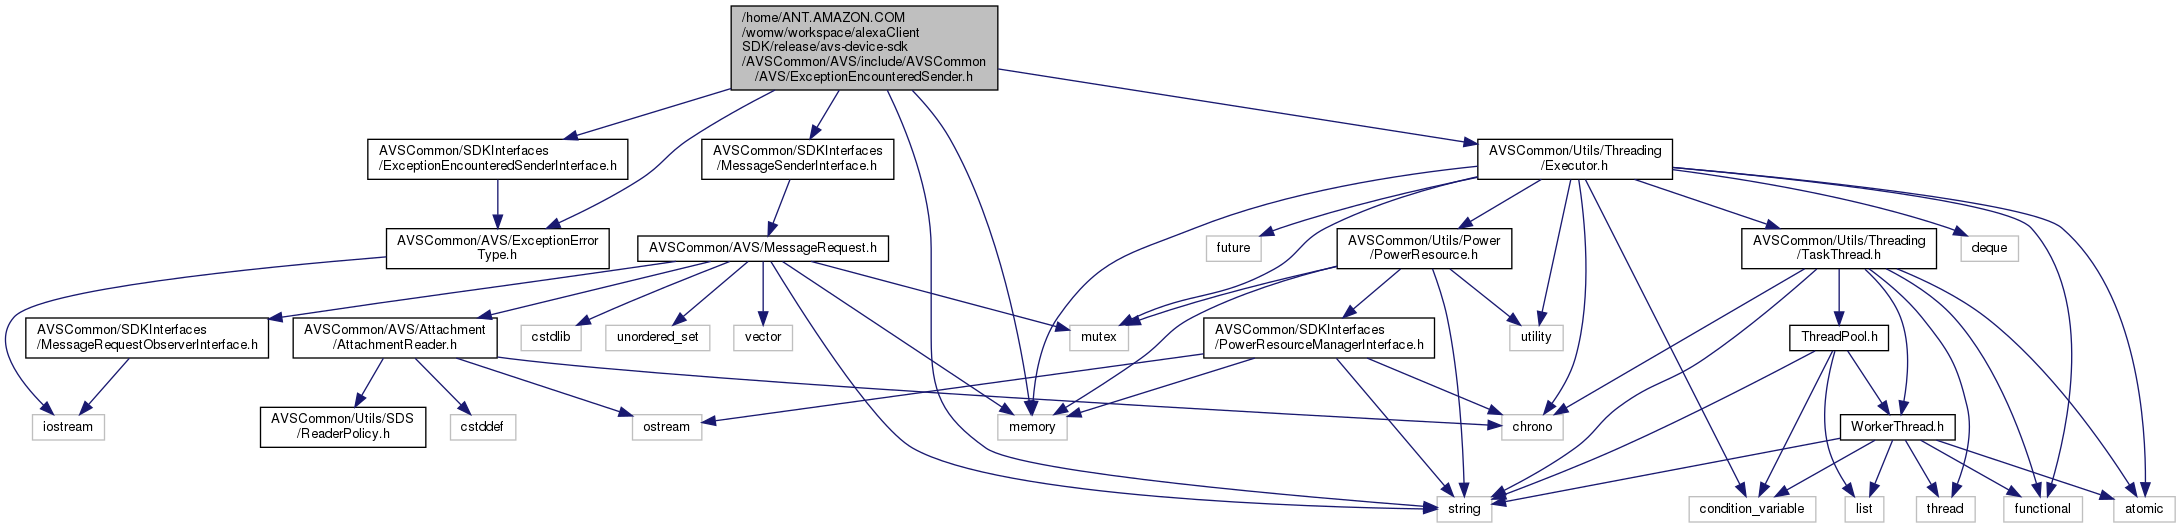 /home/ANT.AMAZON.COM
/womw/workspace/alexaClient
SDK/release/avs-device-sdk
/AVSCommon/AVS/include/AVSCommon
/AVS/ExceptionEncounteredSender.h
AVSCommon/SDKInterfaces
/ExceptionEncounteredSenderInterface.h
AVSCommon/SDKInterfaces
/MessageSenderInterface.h
AVSCommon/Utils/Threading
/Executor.h
AVSCommon/AVS/ExceptionError
Type.h
AVSCommon/AVS/MessageRequest.h
future
AVSCommon/Utils/Power
/PowerResource.h
AVSCommon/Utils/Threading
/TaskThread.h
deque
AVSCommon/SDKInterfaces
/MessageRequestObserverInterface.h
AVSCommon/AVS/Attachment
/AttachmentReader.h
cstdlib
unordered_set
vector
mutex
AVSCommon/SDKInterfaces
/PowerResourceManagerInterface.h
utility
ThreadPool.h
iostream
AVSCommon/Utils/SDS
/ReaderPolicy.h
cstddef
ostream
memory
chrono
WorkerThread.h
string
condition_variable
list
thread
functional
atomic